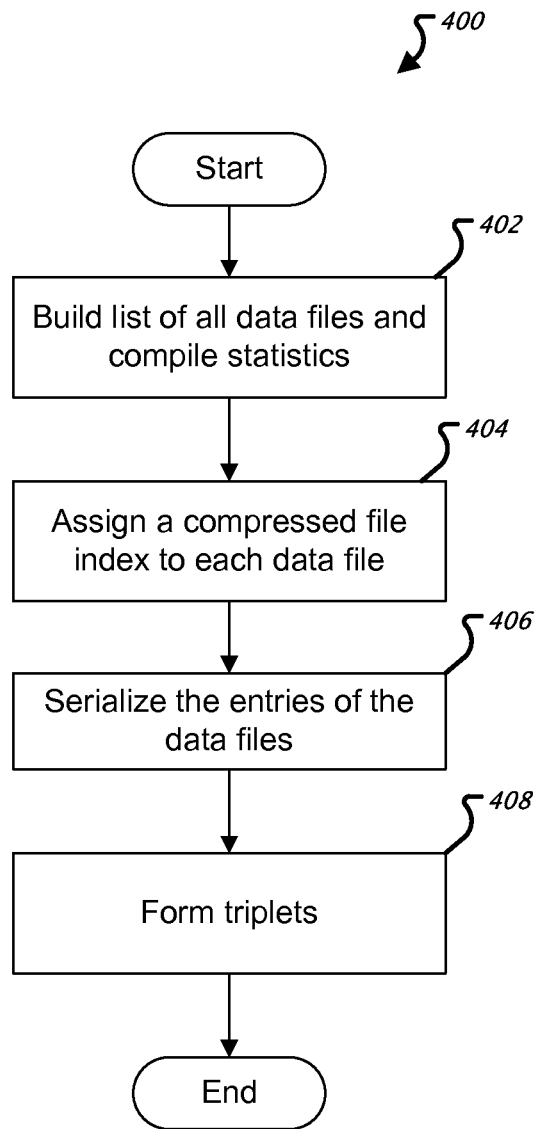 400
Start
402
Build list of all data files and
compile statistics
404
Assign a compressed file
index to each data file
406
Serialize the entries of the
data files
408
Form triplets
End